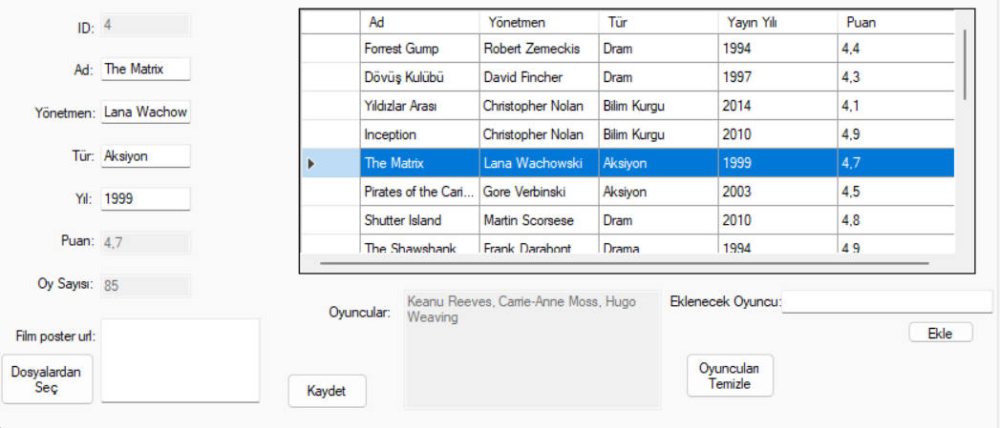 ID: 4
Ad: The Matrix
Yönetmen: Lana Wachow
Tür: Aksiyon
Yıl: 1999
Puan: 4,7
Oy Sayısı: 85
Film poster url:
Dosyalardan
Seç
Ad Yönetmen Tür Yayın Yılı Puan
Forrest Gump Robert Zemeckis Dram 1994 4,4
Dövüş Kulübü David Fincher Dram 1997 4,3
Yıldızlar Arası Christopher Nolan Bilim Kurgu 2014 4,1
Inception Christopher Nolan Bilim Kurgu 2010 4,9
The Matrix Lana Wachowski Aksiyon 1999 4,7
Pirates of the Cari... Gore Verbinski Aksiyon 2003 4,5
Shutter Island Martin Scorsese Dram 2010 4,8
The Shawshank Frank Darabont Drama 1994 4,9
Oyuncular: Keanu Reeves, Carrie-Anne Moss, Hugo
Weaving
Eklenecek Oyuncu:
Ekle
Oyuncuları
Temizle
Kaydet